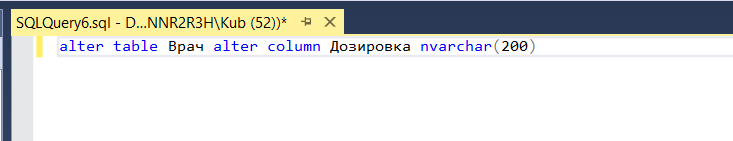 SQLQuery6.sql - D...NNR2R3H\Kub (52))*
alter table Врач alter column Дозировка nvarchar(200)